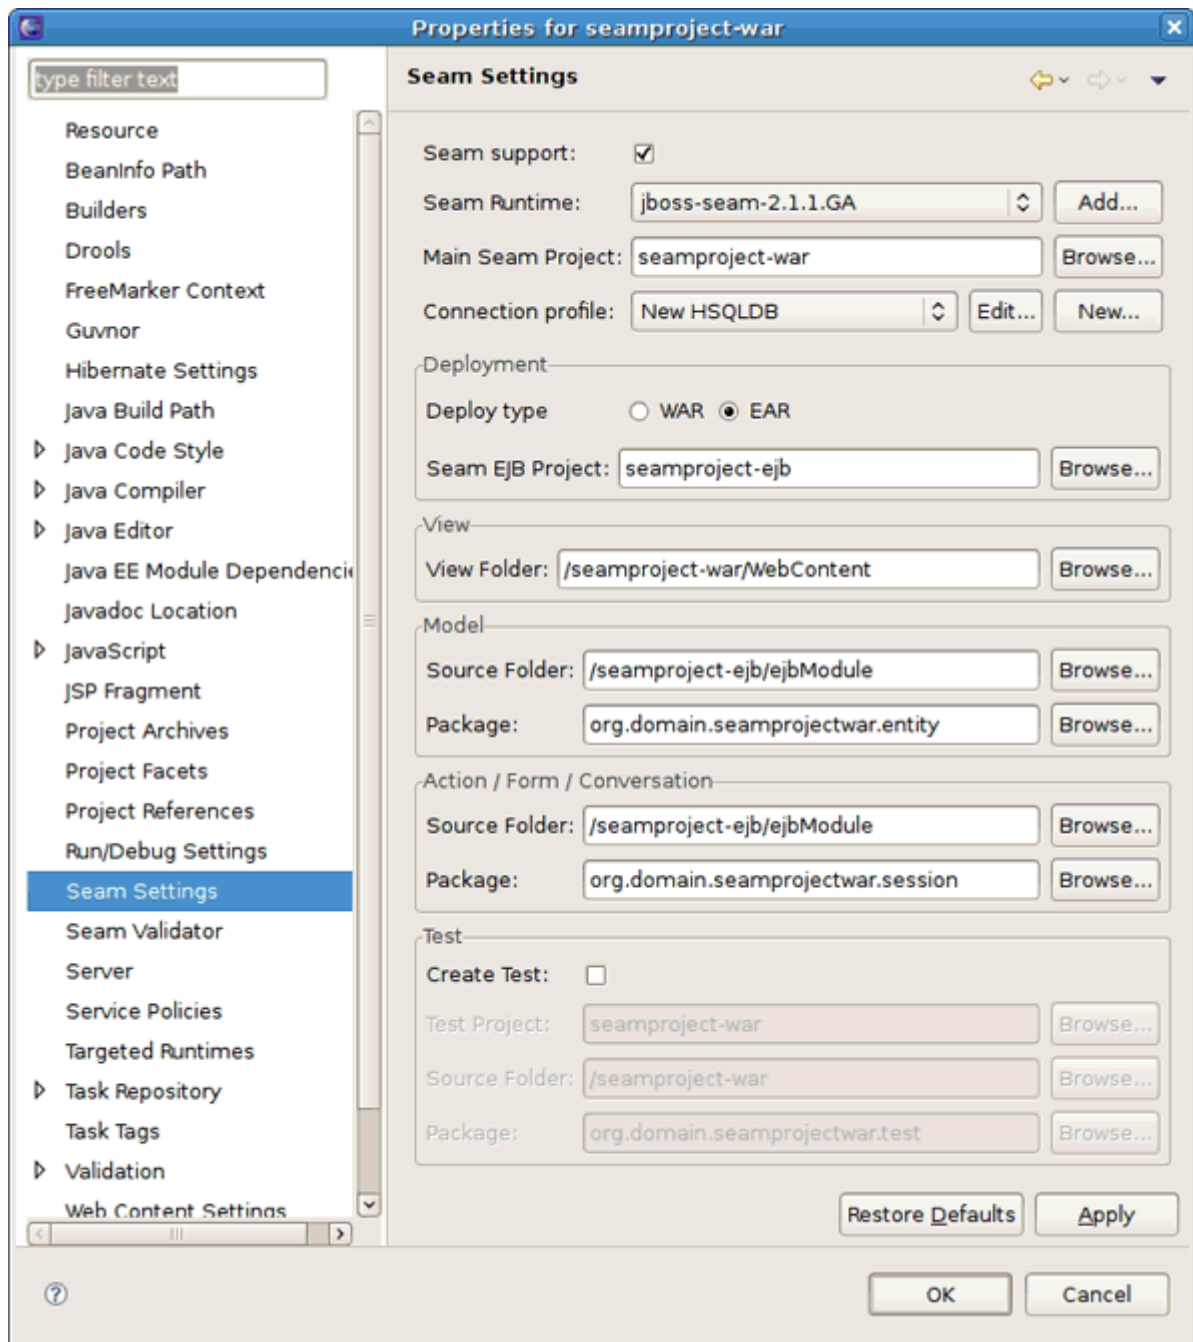 Properties for seamproject-war
type filter text
Resource
BeanInfo Path
Builders
Drools
FreeMarker Context
Guvnor
Hibernate Settings
Java Build Path
Java Code Style
Java Compiler
Java Editor
Java EE Module Dependencie
Javadoc Location
JavaScript
JSP Fragment
Project Archives
Project Facets
Project References
Run/Debug Settings
Seam Settings
Seam Validator
Server
Service Policies
Targeted Runtimes
Task Repository
Task Tags
Validation
Web Content Settings
Seam Settings
Seam support:
Seam Runtime: jboss-seam-2.1.1.GA Add...
Main Seam Project: seamproject-war Browse...
Connection profile: New HSQLDB Edit... New...
Deployment
Deploy type WAR EAR
Seam EJB Project: seamproject-ejb Browse...
View
View Folder: /seamproject-war/WebContent Browse...
Model
Source Folder: /seamproject-ejb/ejbModule Browse...
Package: org.domain.seamprojectwar.entity Browse...
Action / Form / Conversation
Source Folder: /seamproject-ejb/ejbModule Browse...
Package: org.domain.seamprojectwar.session Browse...
Test
Create Test:
Test Project: seamproject-war Browse...
Source Folder: /seamproject-war Browse...
Package: org.domain.seamprojectwar.test Browse...
Restore Defaults Apply
? OK Cancel